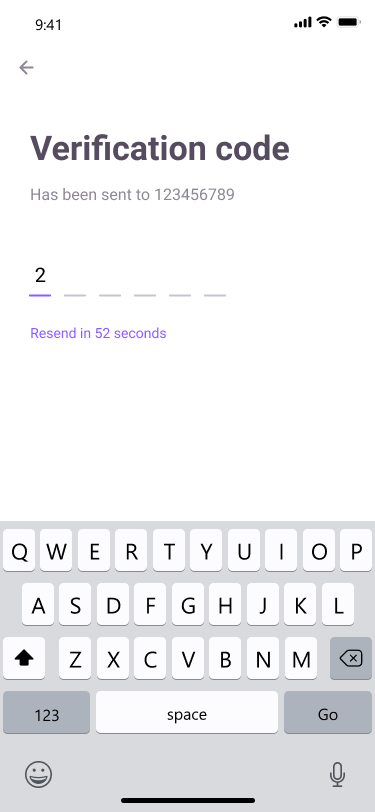 9:41
Verification code
Has been sent to 123456789
2
Resend in 52 seconds
Q W E R T Y U I O P
A S D F G H J K L
Z X C V B N M
123 space Go